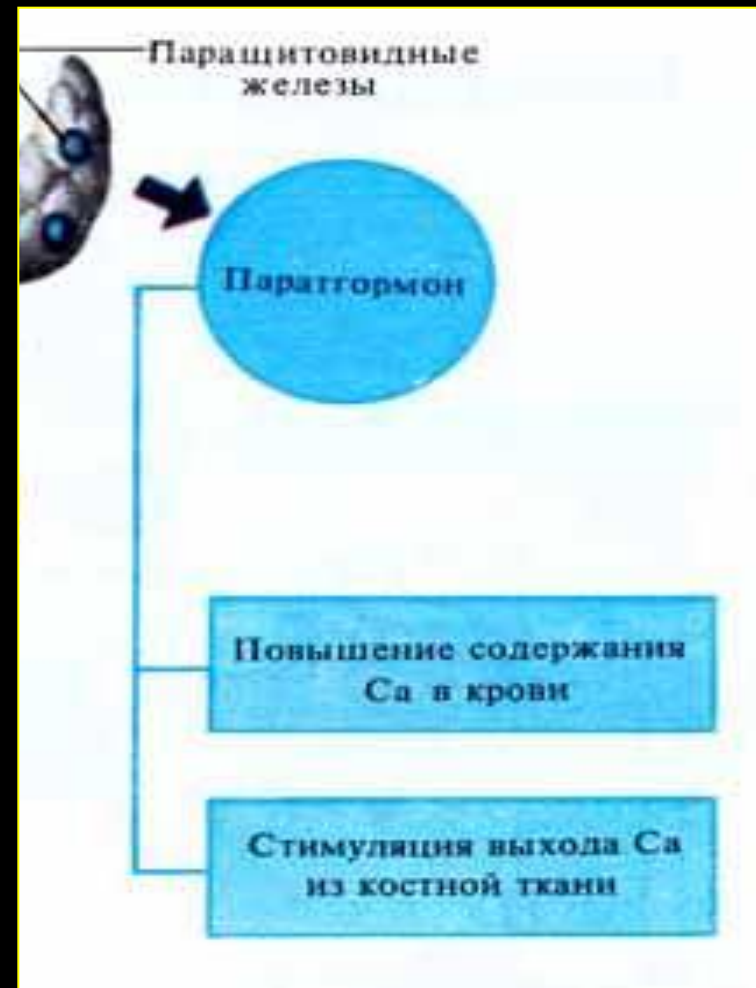 Паращитовидные
железы
Паратгормон
Повышение содержания
Са в крови
Стимуляция выхода Са
из костной ткани